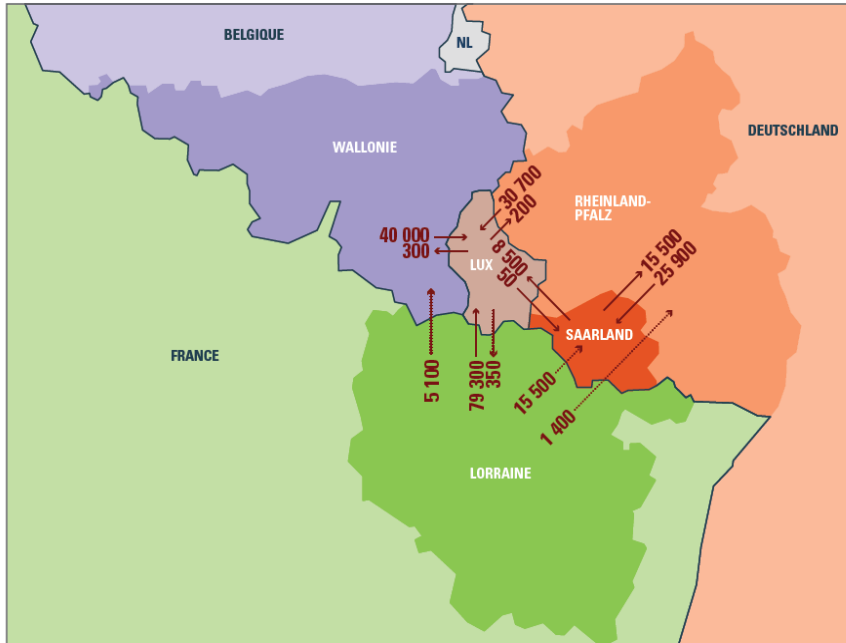 BELGIQUE
NL
DEUTSCHLAND
WALLONIE
30 700
200
RHEINLAND-
PFALZ
40 000
300
LUX
8 500
50
15 500
25 900
SAARLAND
FRANCE
5 100
79 300
350
15 500
1 400
LORRAINE